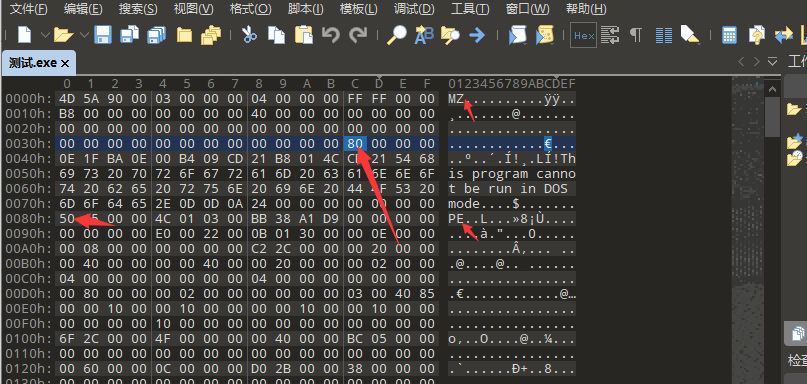 文件(F) 编辑(E) 搜索(S) 视图(V) 格式(O) 脚本(I) 模板(L) 调试(D) 工具(T) 窗口(W) 帮助(H)
Hex
测试.exe × 工
0 1 2 3 4 5 6 7 8 9 A B C D E F 0123456789ABCDEF
0000h: 4D 5A 90 00 03 00 00 00 04 00 00 00 FF FF 00 00 MZ..........ÿÿ..
0010h: B8 00 00 00 00 00 00 00 40 00 00 00 00 00 00 00 ¸.......@.......
0020h: 00 00 00 00 00 00 00 00 00 00 00 00 00 00 00 00 ................
0030h: 00 00 00 00 00 00 00 00 00 00 00 00 80 00 00 00 ............€...
0040h: 0E 1F BA 0E 00 B4 09 CD 21 B8 01 4C 21 54 68 ..º..´.Í!¸.LÍ!Th
0050h: 69 73 20 70 72 6F 67 72 61 6D 20 63 61 6E 6F is program canno
0060h: 74 20 62 65 20 72 75 6E 20 69 6E 20 44 4F 53 20 t be run in DOS
0070h: 6D 6F 64 65 2E 0D 0D 0A 24 00 00 00 00 00 00 mode....$.......
0080h: 50 00 00 4C 01 03 00 BB 38 A1 D9 00 00 00 00 PE..L...»8¡Ù....
0090h: 00 00 00 00 E0 00 22 00 0B 01 30 00 00 0E 00 00 ....à."...0.....
00A0h: 00 08 00 00 00 00 00 00 C2 2C 00 00 00 20 00 00 ........Â,... ..
00B0h: 00 40 00 00 00 00 40 00 00 20 00 00 00 02 00 00 .@....@.. ......
00C0h: 04 00 00 00 00 00 00 00 04 00 00 00 00 00 00 00 ................
00D0h: 00 80 00 00 00 02 00 00 00 00 00 00 03 00 40 85 .€............@…
00E0h: 00 00 10 00 00 10 00 00 00 00 10 00 00 10 00 00 ................
00F0h: 00 00 00 00 10 00 00 00 00 00 00 00 00 00 00 00 ................
0100h: 6F 2C 00 00 4F 00 00 00 00 40 00 00 BC 05 00 00 o,..O....@..¼...
0110h: 00 00 00 00 00 00 00 00 00 00 00 00 00 00 00 00 ................
0120h: 00 60 00 00 0C 00 00 00 D0 2B 00 00 38 00 00 00 .`......Ð+..8...
检查